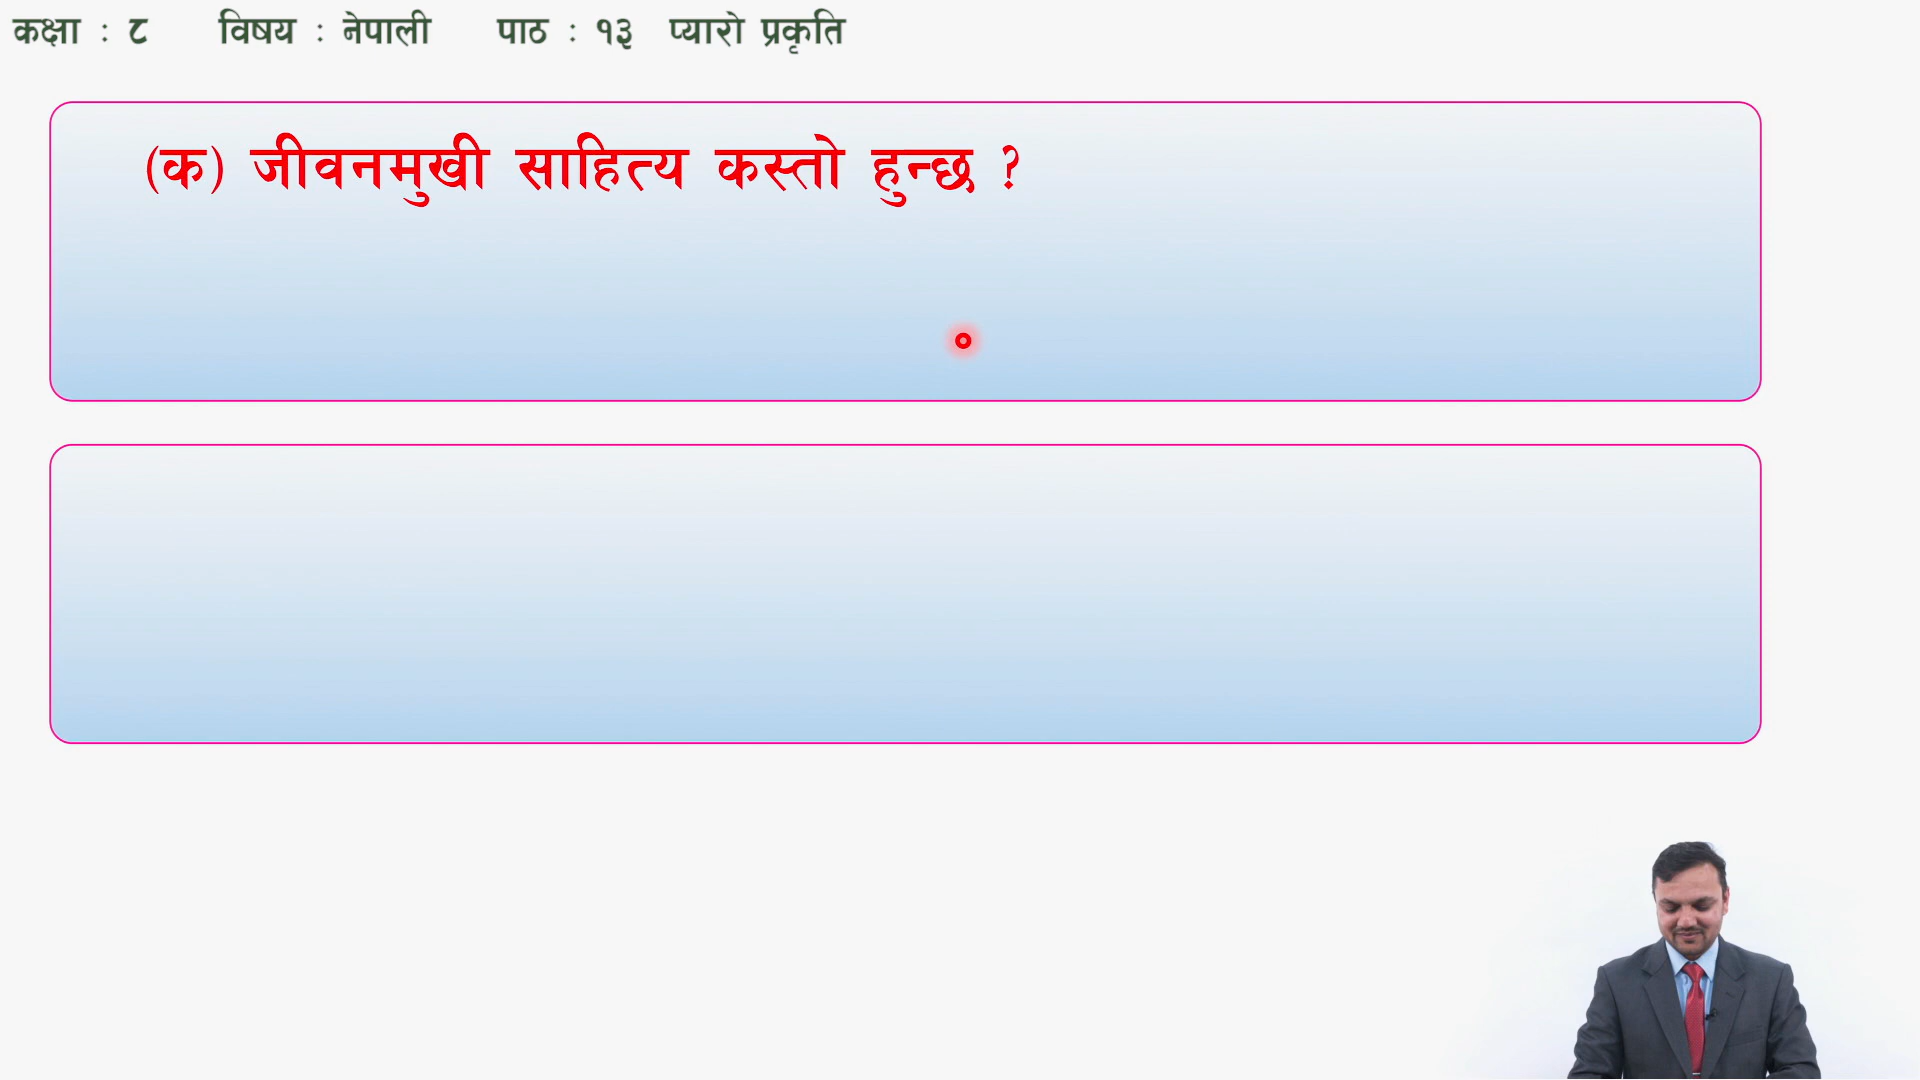 कक्षा : ८ विषय : नेपाली पाठ : १३ प्यारो प्रकृति
(क) जीवनमुखी साहित्य कस्तो हुन्छ ?